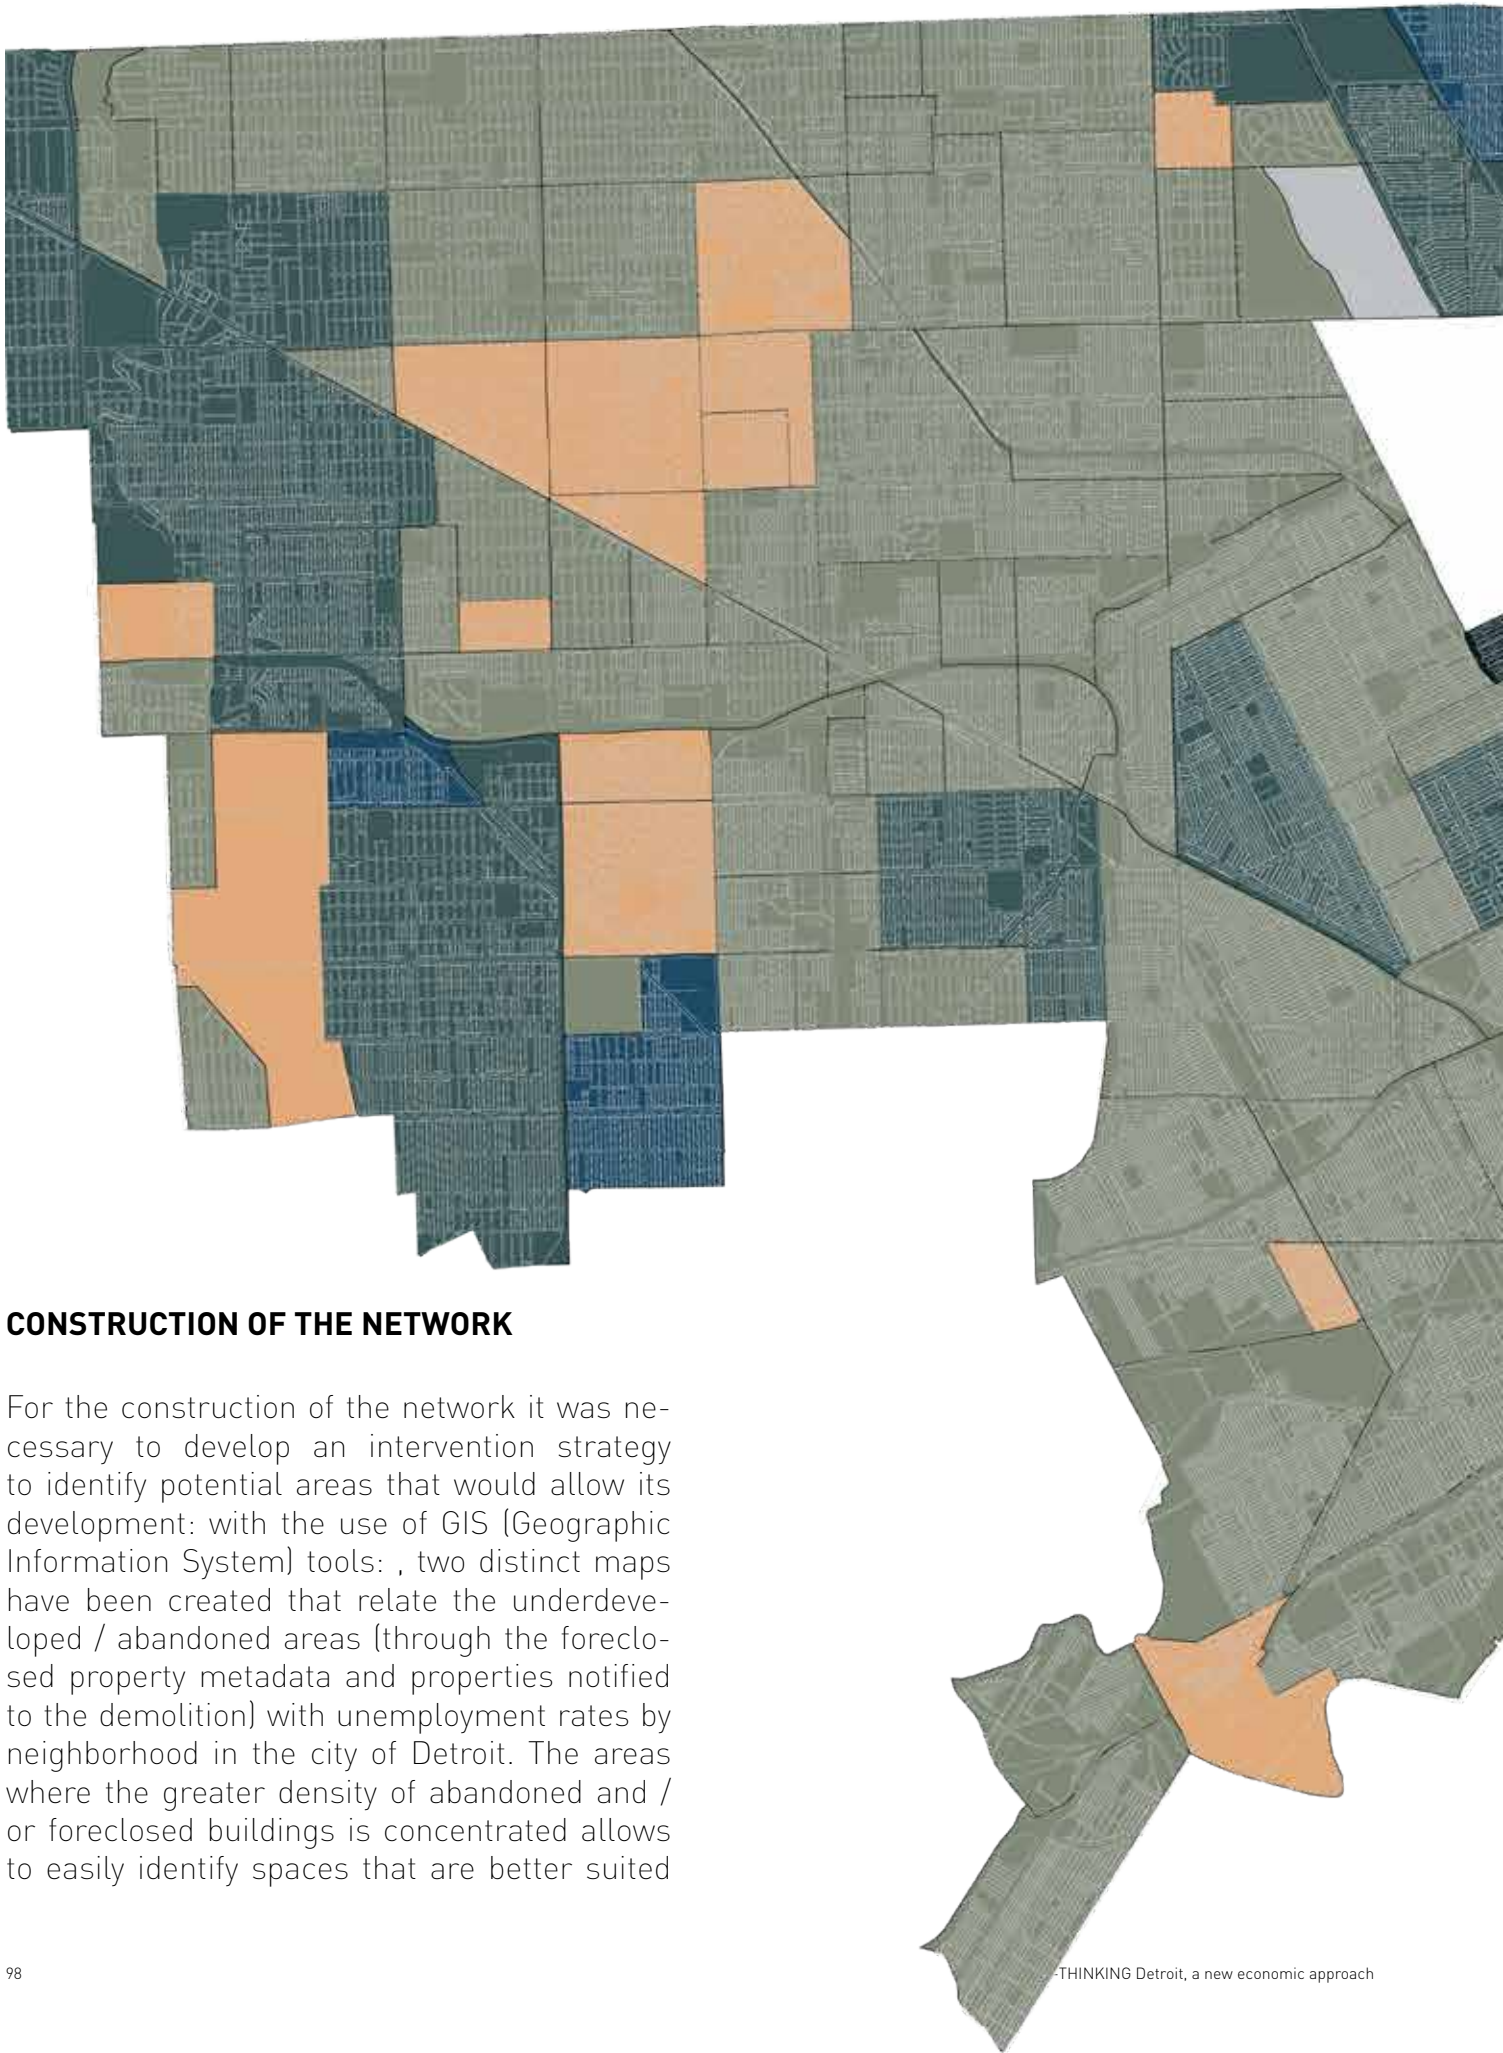 CONSTRUCTION OF THE NETWORK
For the construction of the network it was ne-
cessary to develop an intervention strategy
to identify potential areas that would allow its
development: with the use of GIS (Geographic
Information System) tools: , two distinct maps
have been created that relate the underdeve-
loped / abandoned areas (through the foreclo-
sed property metadata and properties notified
to the demolition) with unemployment rates by
neighborhood in the city of Detroit. The areas
where the greater density of abandoned and /
or foreclosed buildings is concentrated allows
to easily identify spaces that are better suited
98
-THINKING Detroit, a new economic approach